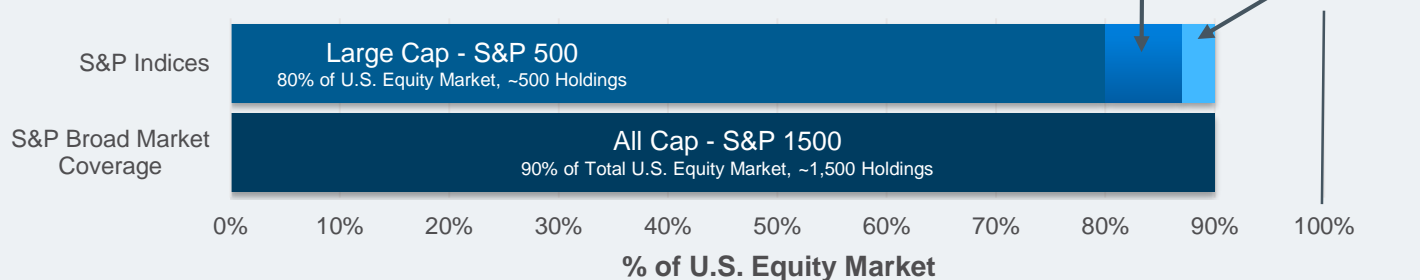 S&P Indices
Large Cap - S&P 500
80% of U.S. Equity Market, ~500 Holdings
S&P Broad Market
Coverage
All Cap - S&P 1500
90% of Total U.S. Equity Market, ~1,500 Holdings
0% 10% 20% 30% 40% 50% 60% 70% 80% 90% 100%
% of U.S. Equity Market